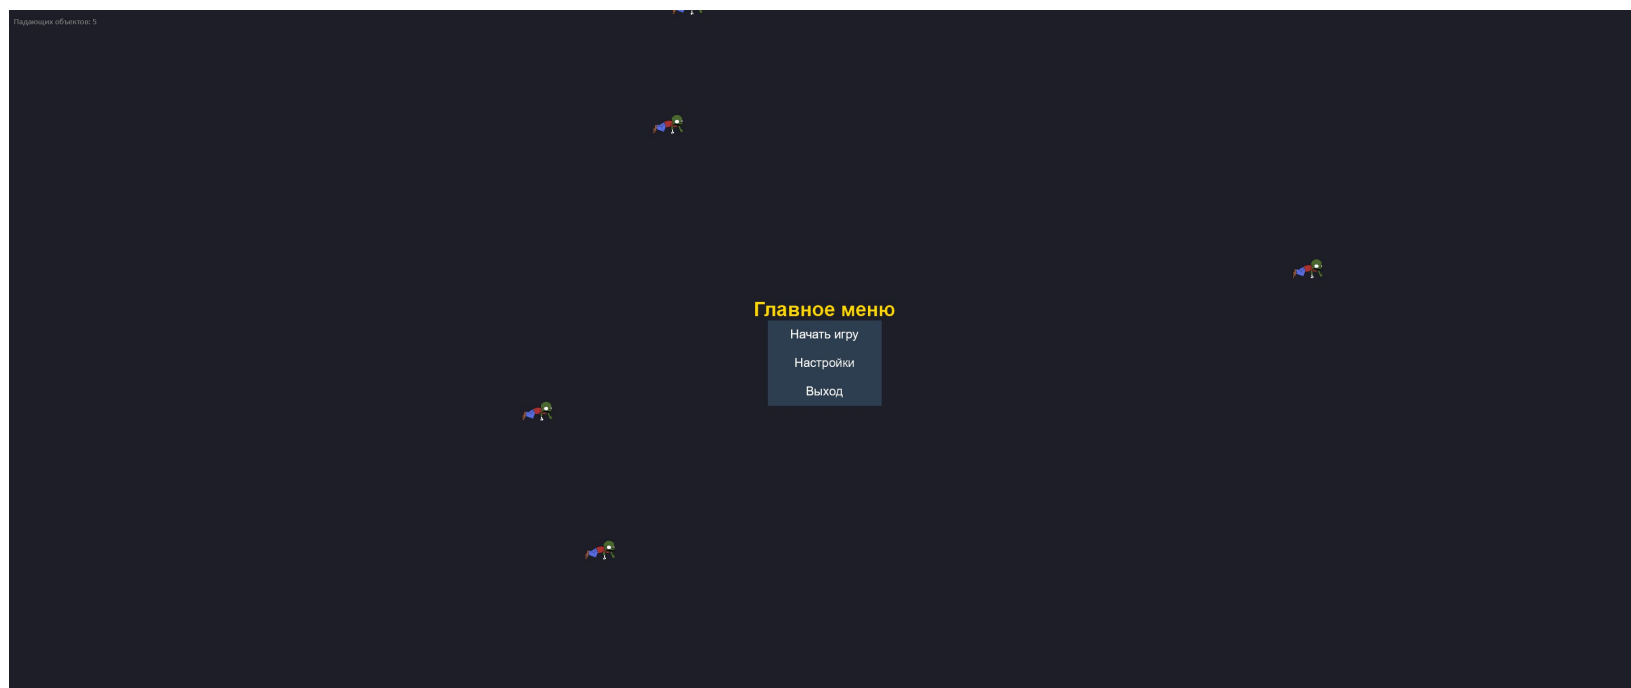 Падающих объектов: 5
Главное меню
Начать игру
Настройки
Выход